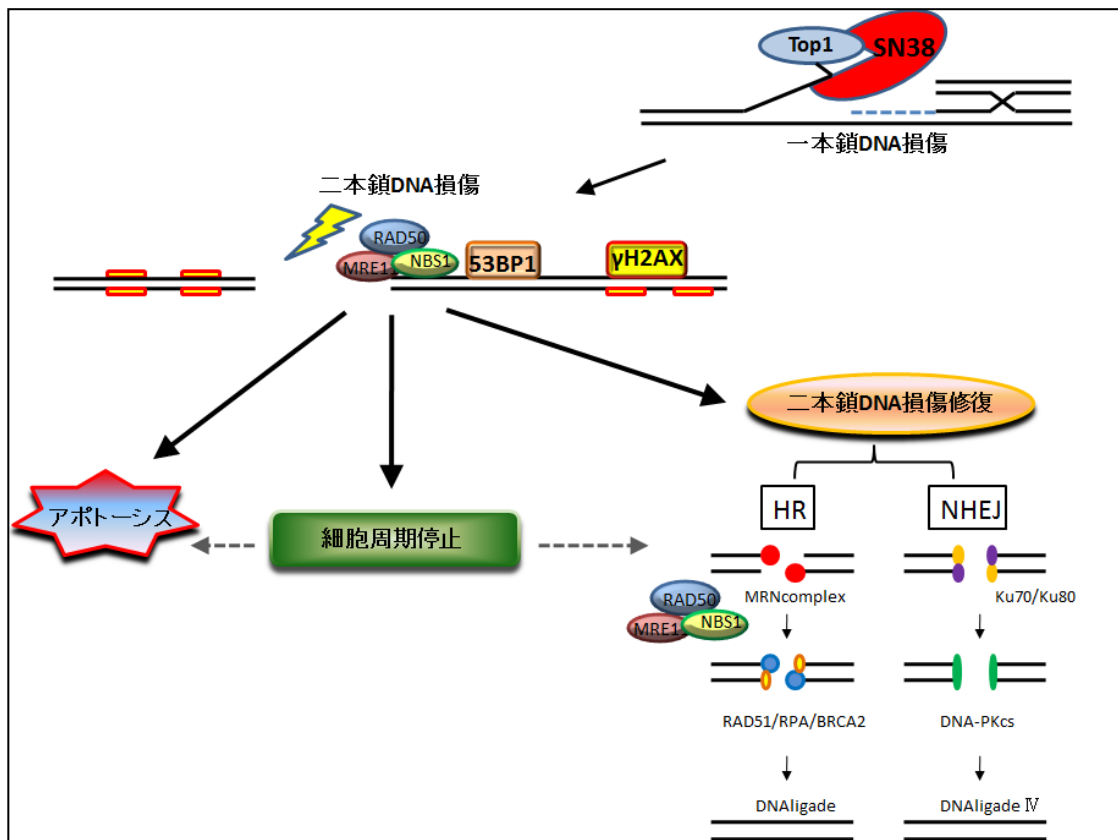 Top1
SN38
一本鎖DNA損傷
二本鎖DNA損傷
RAD50
MRE11
NBS1
53BP1
γH2AX
二本鎖DNA損傷修復
アポトーシス
細胞周期停止
HR
NHEJ
MRNcomplex
Ku70/Ku80
RAD50
MRE11
NBS1
RAD51/RPA/BRCA2
DNA-PKcs
DNAligade
DNAligade Ⅳ